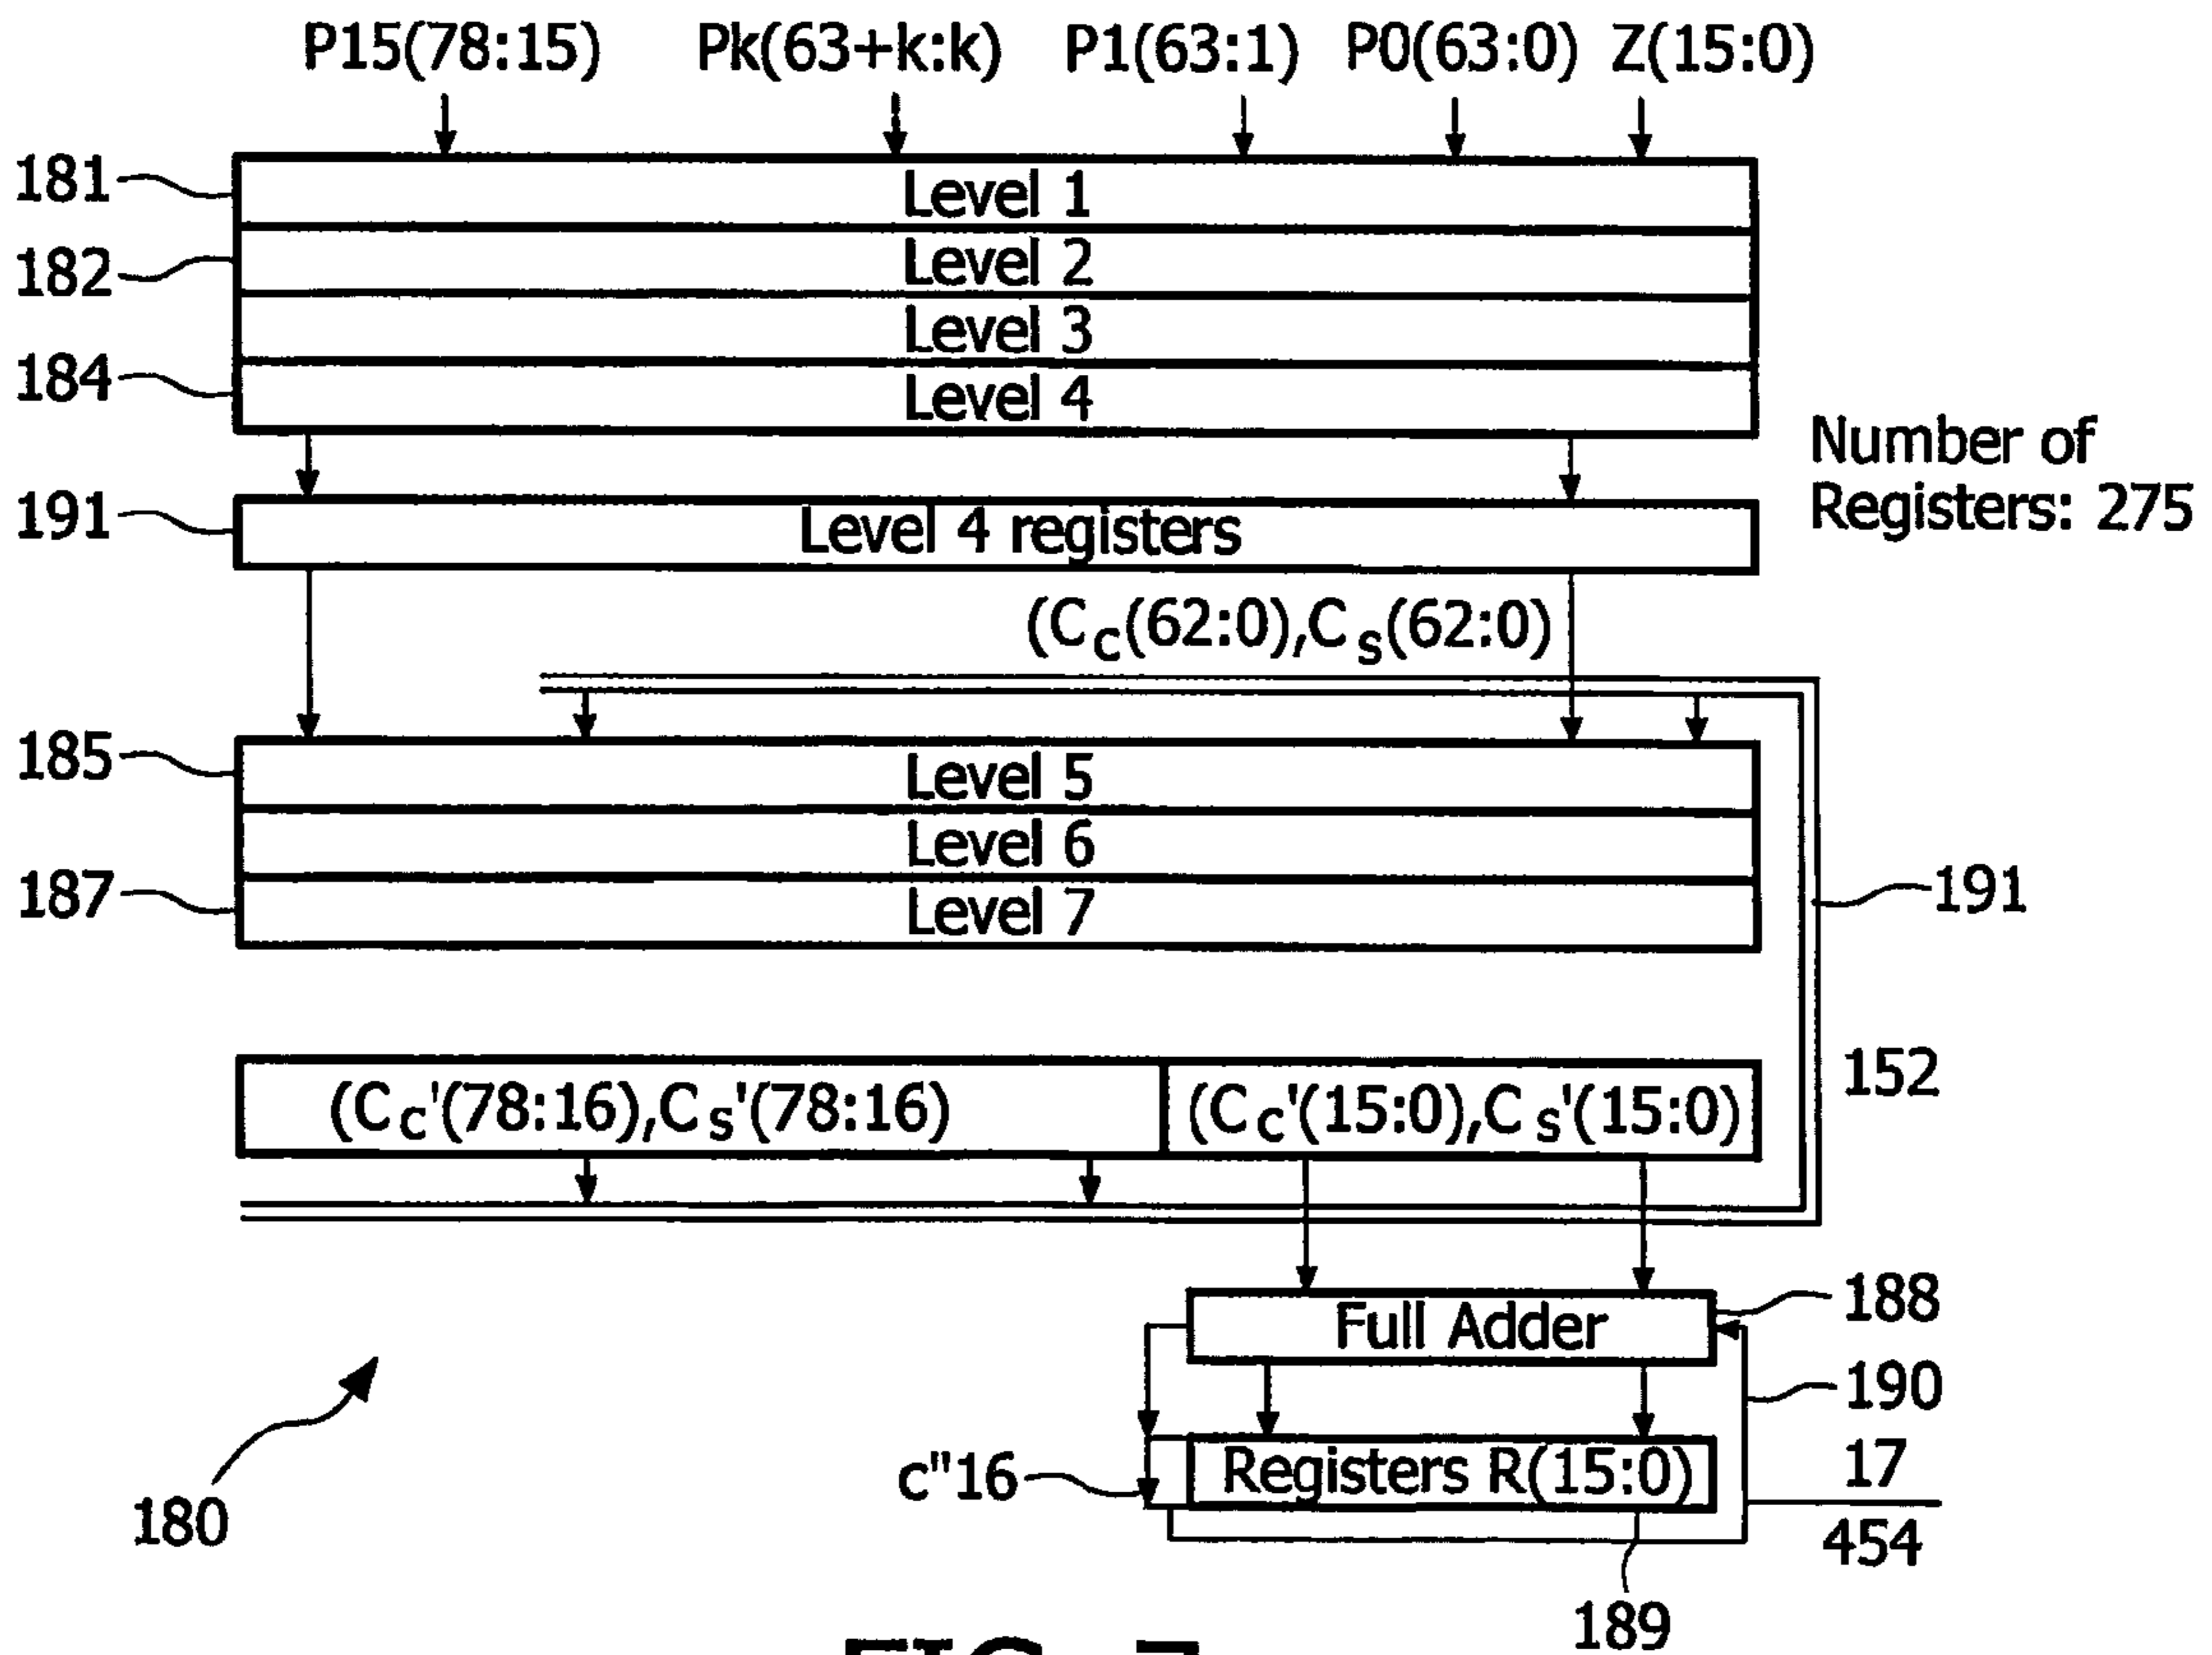 P15(78:15) Pk(63+k:k) P1(63:1) P0(63:0) Z(15:0)
181
Level 1
182
Level 2
Level 3
184
Level 4
Number of
Registers: 275
191
Level 4 registers
(Cc(62:0),Cs(62:0)
185
Level 5
Level 6
187
Level 7
191
152
(Cc'(78:16),Cs'(78:16) (Cc'(15:0),Cs'(15:0)
188
Full Adder
190
c"16
Registers R(15:0)
17
454
180
189